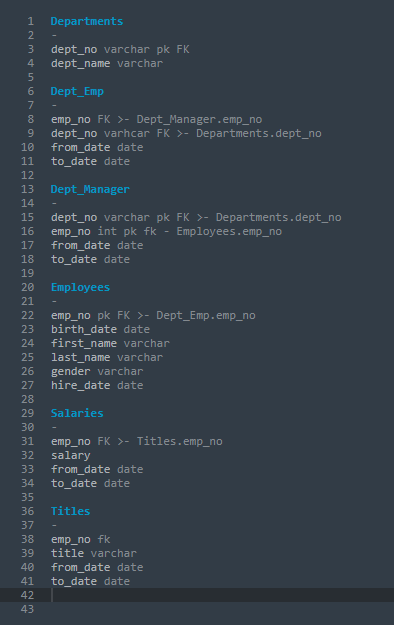 1 Departments
2 -
3 dept_no varchar pk FK
4 dept_name varchar
5
6 Dept_Emp
7 -
8 emp_no FK >- Dept_Manager.emp_no
9 dept_no varhcar FK >- Departments.dept_no
10 from_date date
11 to_date date
12
13 Dept_Manager
14 -
15 dept_no varchar pk FK >- Departments.dept_no
16 emp_no int pk fk - Employees.emp_no
17 from_date date
18 to_date date
19
20 Employees
21 -
22 emp_no pk FK >- Dept_Emp.emp_no
23 birth_date date
24 first_name varchar
25 last_name varchar
26 gender varchar
27 hire_date date
28
29 Salaries
30 -
31 emp_no FK >- Titles.emp_no
32 salary
33 from_date date
34 to_date date
35
36 Titles
37 -
38 emp_no fk
39 title varchar
40 from_date date
41 to_date date
42
43